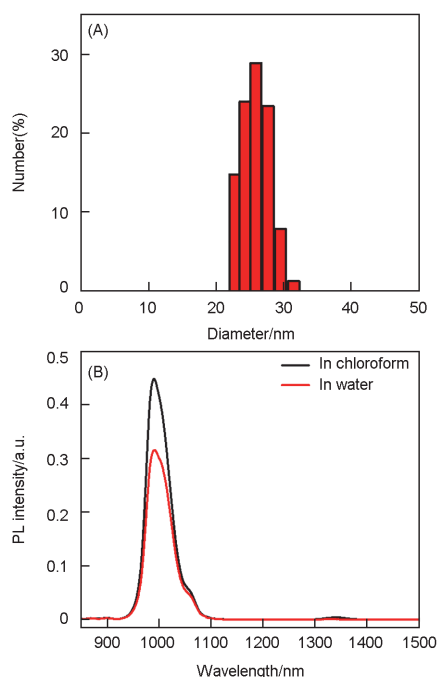 (A)
Number(%)
30
20
10
0
0 10 20 30 40 50
Diameter/nm
(B)
In chloroform
In water
PL intensity/a.u.
0.5
0.4
0.3
0.2
0.1
0
900 1000 1100 1200 1300 1400 1500
Wavelength/nm